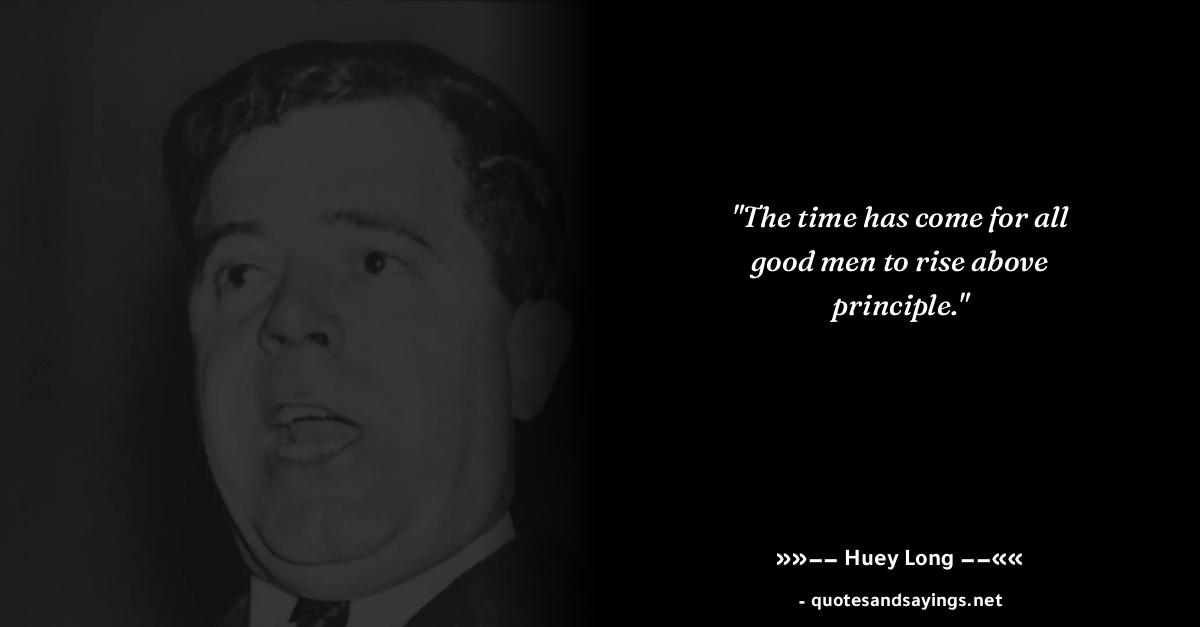 "The time has come for all
good men to rise above
principle."
»»−− Huey Long −−««
- quotesandsayings.net